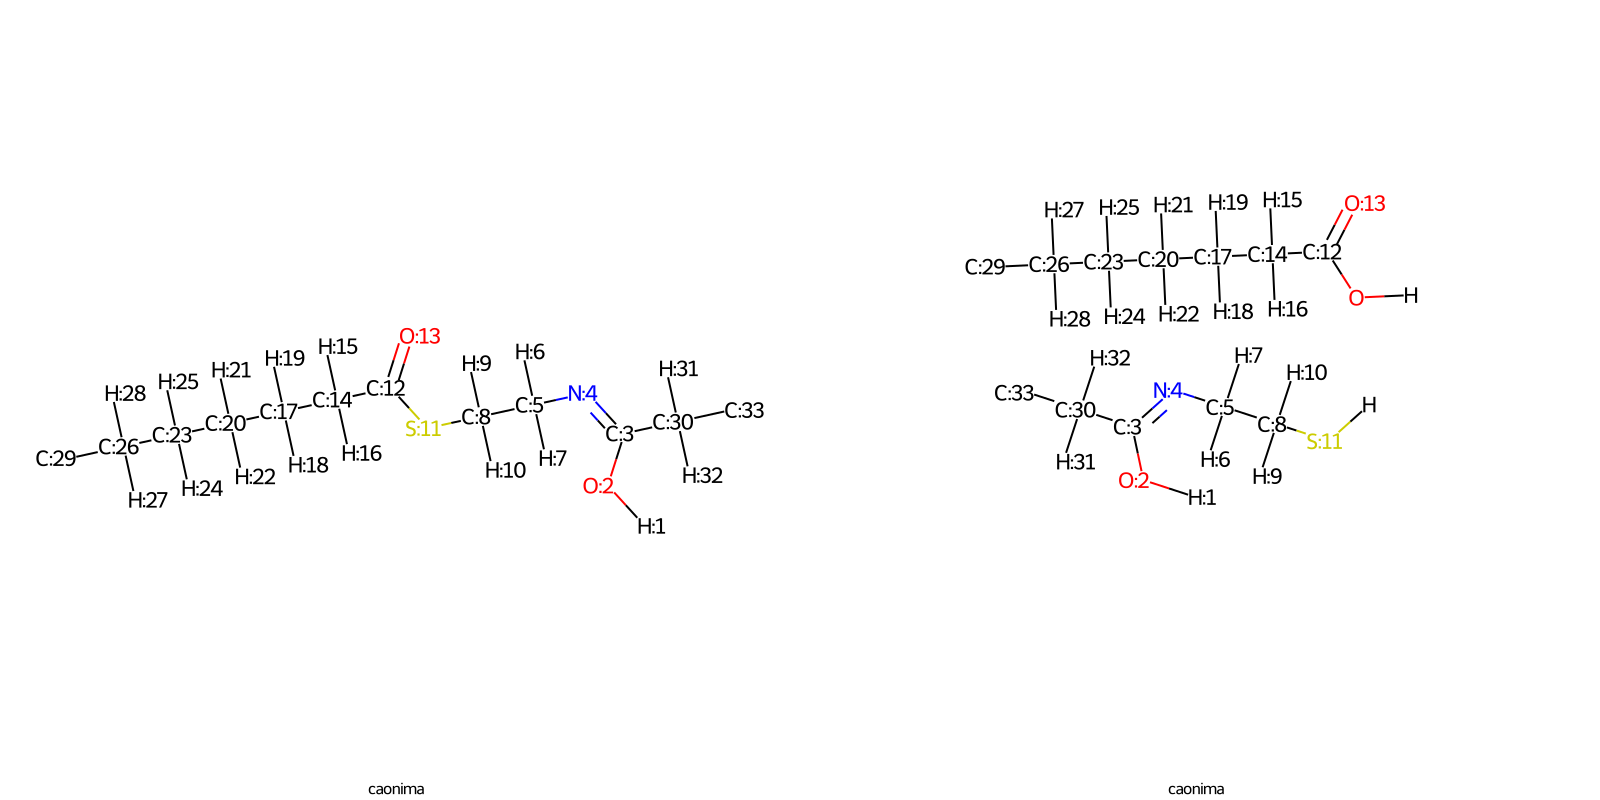 H:27 H:25 H:21 H:19 H:15 O:13
C:29 C:26 C:23 C:20 C:17 C:14 C:12
O H
H:28 H:24 H:22 H:18 H:16
O:13
H:28 H:25 H:21 H:19 H:15 H:9 H:6 H:31
C:29 C:26 C:23 C:20 C:17 C:14 C:12 S:11 C:8 C:5 N:4 C:3 C:30 C:33
H:27 H:24 H:22 H:18 H:16 H:10 H:7 H:32
O:2
H:1
H:32 H:7 H:10
C:33 C:30 C:3 N:4 C:5 C:8 S:11 H
H:31 O:2 H:1 H:6 H:9
caonima caonima